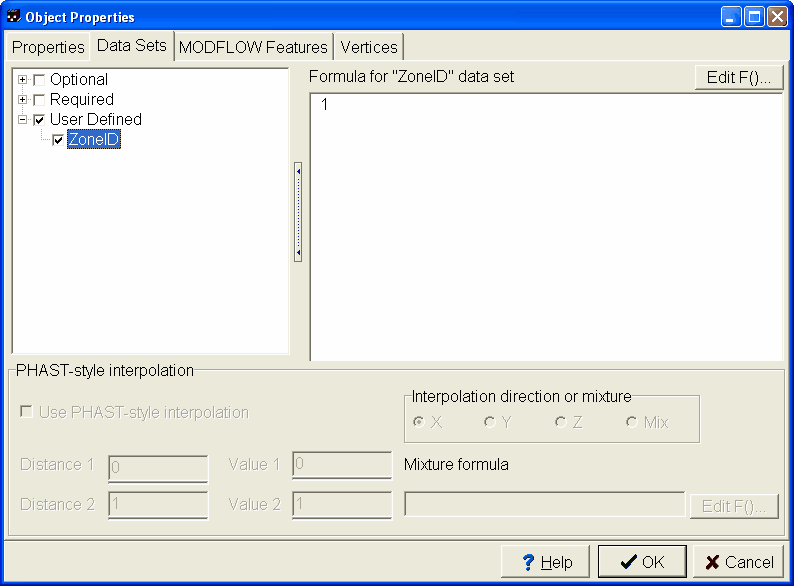 Object Properties
Properties Data Sets MODFLOW Features Vertices
Optional
Required
User Defined
ZoneID
Formula for "ZoneID" data set
Edit F()...
1
PHAST-style interpolation
Use PHAST-style interpolation
Interpolation direction or mixture
X Y Z Mix
Distance 1 0 Value 1 0 Mixture formula
Distance 2 1 Value 2 1 Edit F()...
? Help OK Cancel